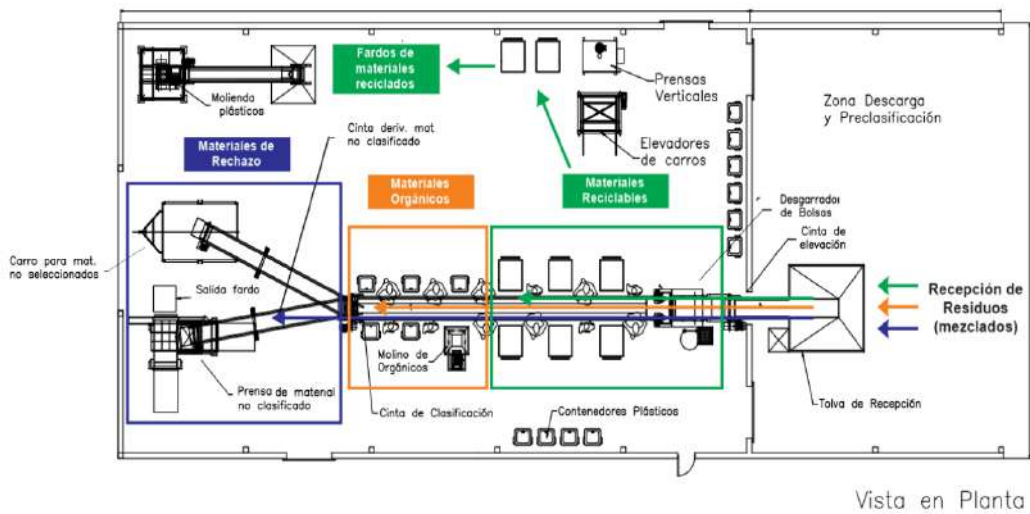 Fardos de
materiales
reciclados
Molienda
plásticos
Prensas
Verticales
Zona Descarga
y Preclasificación
Cinta deriv. mat.
no clasificado
Elevadores
de carros
Materiales de
Rechazo
Materiales
Orgánicos
Materiales
Reciclables
Desgarrador
de Bolsas
Cinta de
elevación
Carro para mat.
no seleccionados
Salida fardo
Recepción de
Residuos
(mezclados)
Molino de
Orgánicos
Prensa de material
no clasificado
Cinta de Clasificación
Contenedores Plásticos
Tolva de Recepción
Vista en Planta